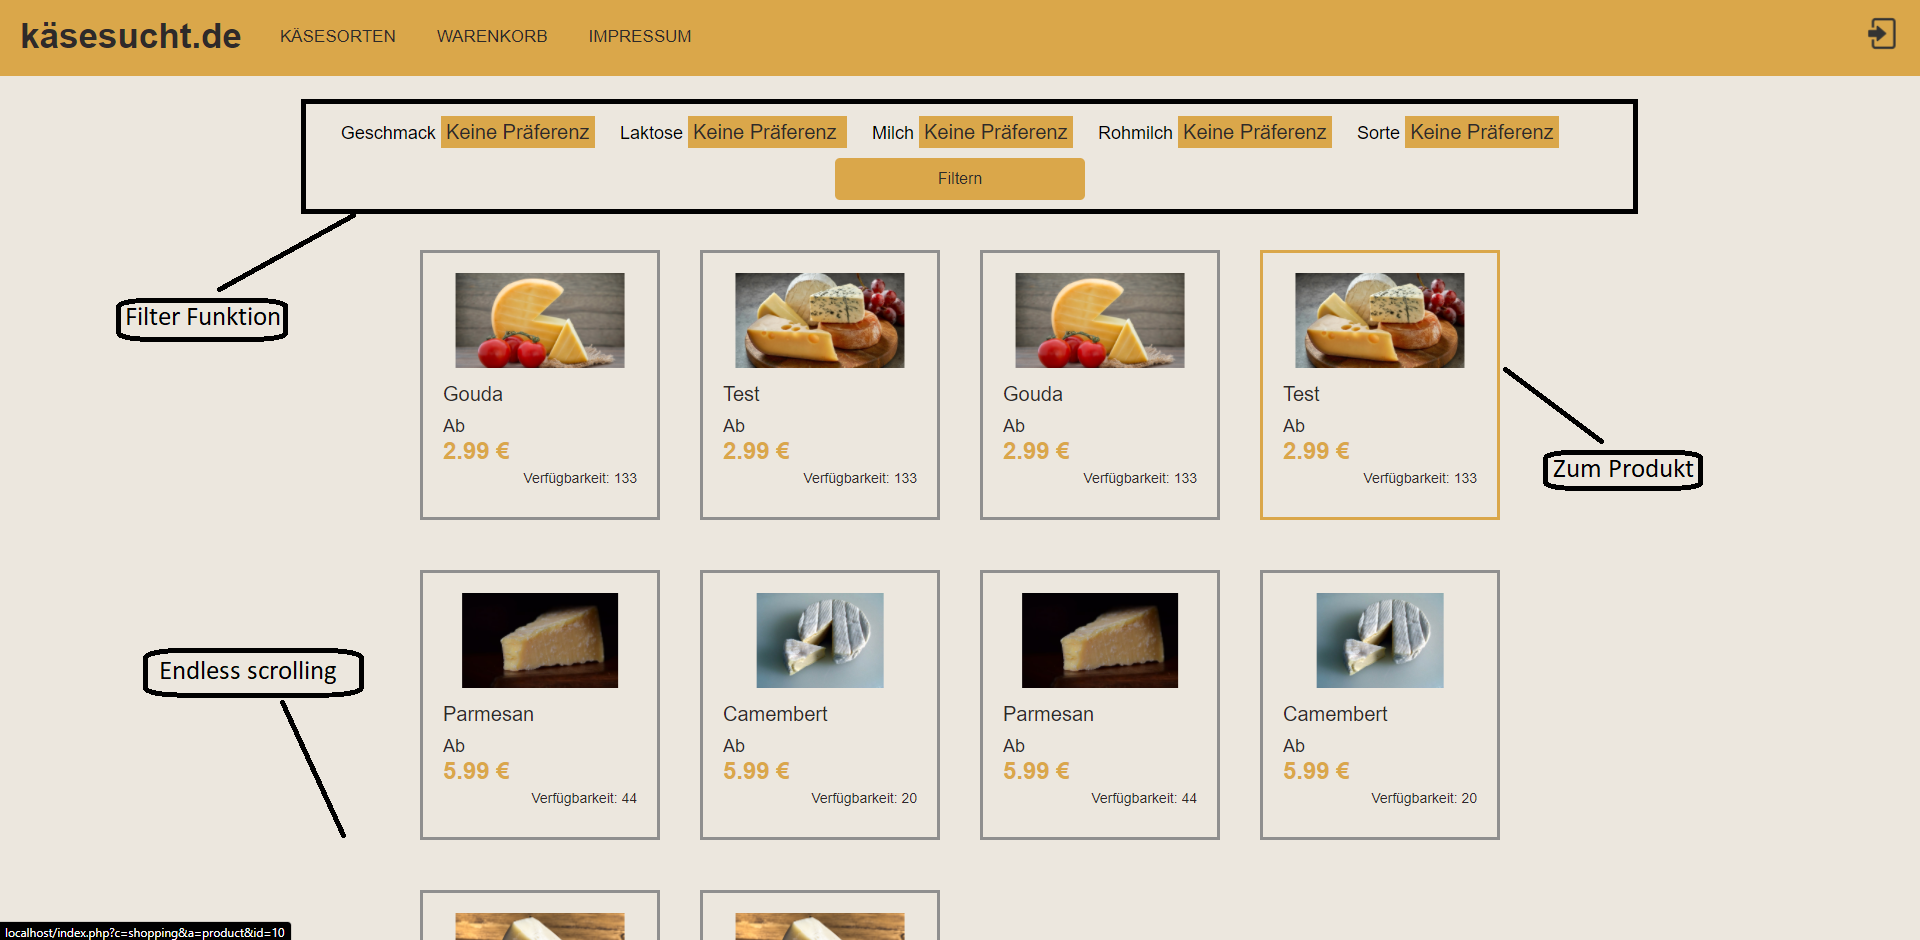 käsesucht.de KÄSESORTEN WARENKORB IMPRESSUM
Geschmack Keine Präferenz Laktose Keine Präferenz Milch Keine Präferenz Rohmilch Keine Präferenz Sorte Keine Präferenz
Filtern
Filter Funktion
Gouda
Ab
2.99 €
Verfügbarkeit: 133
Test
Ab
2.99 €
Verfügbarkeit: 133
Gouda
Ab
2.99 €
Verfügbarkeit: 133
Test
Ab
2.99 €
Verfügbarkeit: 133
Zum Produkt
Endless scrolling
Parmesan
Ab
5.99 €
Verfügbarkeit: 44
Camembert
Ab
5.99 €
Verfügbarkeit: 20
Parmesan
Ab
5.99 €
Verfügbarkeit: 44
Camembert
Ab
5.99 €
Verfügbarkeit: 20
localhost/index.php?c=shopping&a=product&id=10